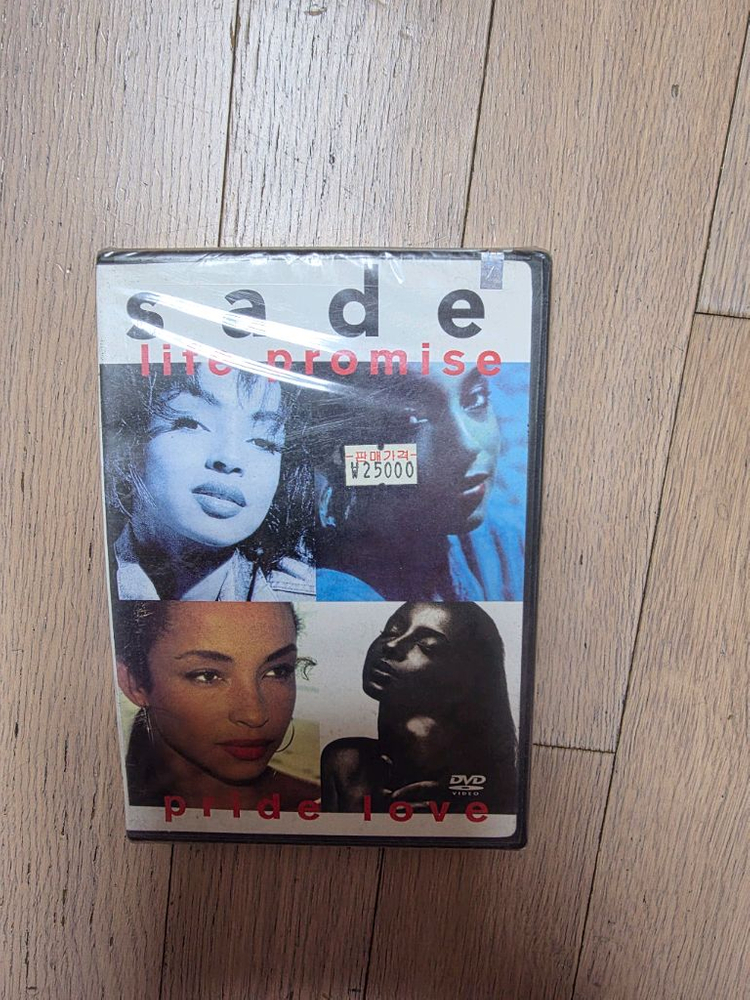 sade
life promise
판매가격
₩25000
DVD
VIDEO
pride love